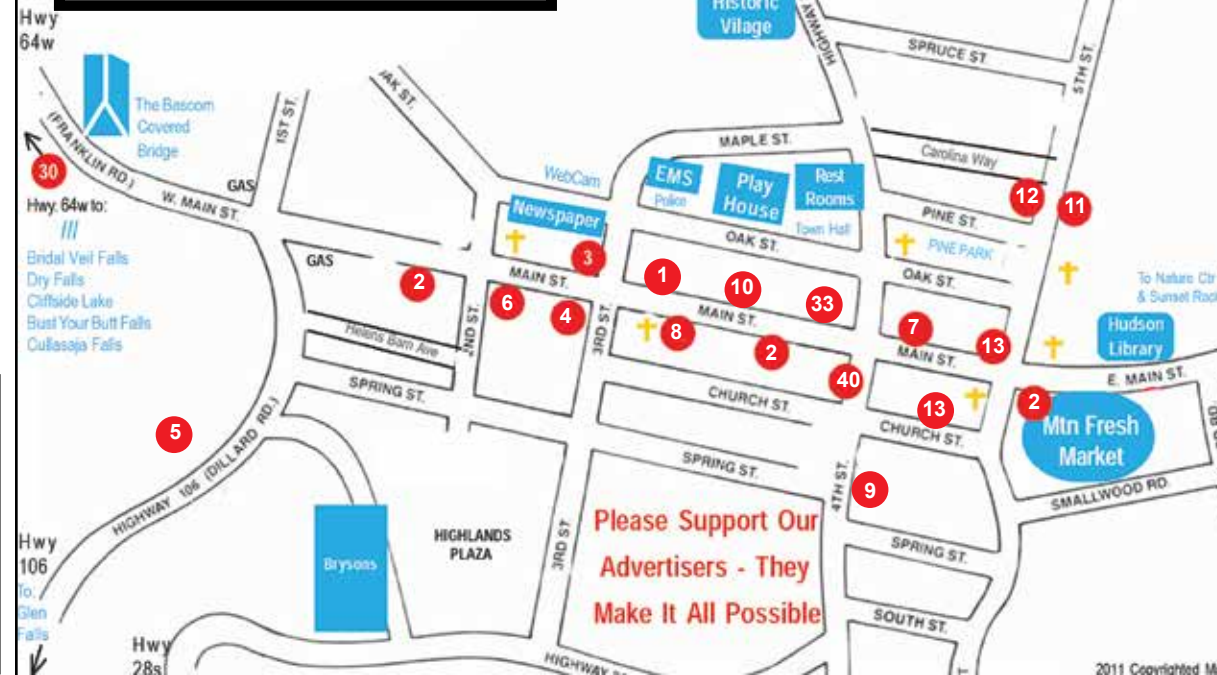 Historic
Vilage
Hwy
64w
HIGHWAY
SPRUCE ST.
5TH ST.
The Bascom
Covered
Bridge
1ST ST.
OAK ST.
MAPLE ST.
Carolina Way
(FRANKLIN RD.)
30
GAS
W. MAIN ST.
WebCam
EMS
Police
Play
House
Rest
Rooms
Town Hall
12
11
PINE ST.
Newspaper
OAK ST.
PINE PARK
Hwy. 64w to:
///
Bridal Veil Falls
Dry Falls
Cliffside Lake
Bust Your Butt Falls
Cullasaja Falls
GAS
2
3
MAIN ST.
6
4
1
10
33
OAK ST.
To Nature Ctr
& Sunset Rock
Hudson
Library
2ND ST.
3RD ST.
MAIN ST.
8
2
40
7
MAIN ST.
13
Helens Barn Ave
E. MAIN ST.
SPRING ST.
CHURCH ST.
13
2
CHURCH ST.
Mtn Fresh
Market
5
HIGHWAY 106 (DILLARD RD.)
SPRING ST.
4TH ST.
9
SMALLWOOD RD.
Hwy
106
To:
Glen
Falls
Brysons
HIGHLANDS
PLAZA
3RD ST
Please Support Our
Advertisers - They
Make It All Possible
SPRING ST.
SOUTH ST.
Hwy
28s
HIGHWAY
2011 Copyrighted